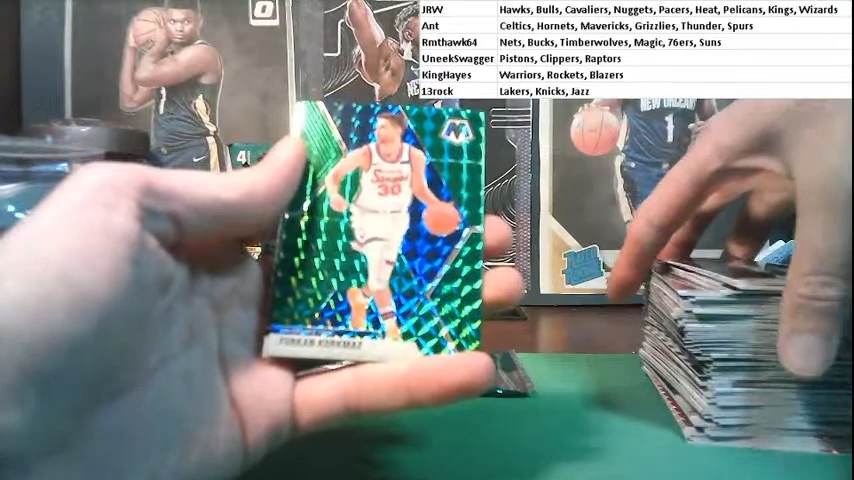 JRW Hawks, Bulls, Cavaliers, Nuggets, Pacers, Heat, Pelicans, Kings, Wizards
Ant Celtics, Hornets, Mavericks, Grizzlies, Thunder, Spurs
Rmthawk64 Nets, Bucks, Timberwolves, Magic, 76ers, Suns
UneekSwagger Pistons, Clippers, Raptors
KingHayes Warriors, Rockets, Blazers
13rock Lakers, Knicks, Jazz
NEW ORLEANS
1
30
FURKAN KORKMAZ